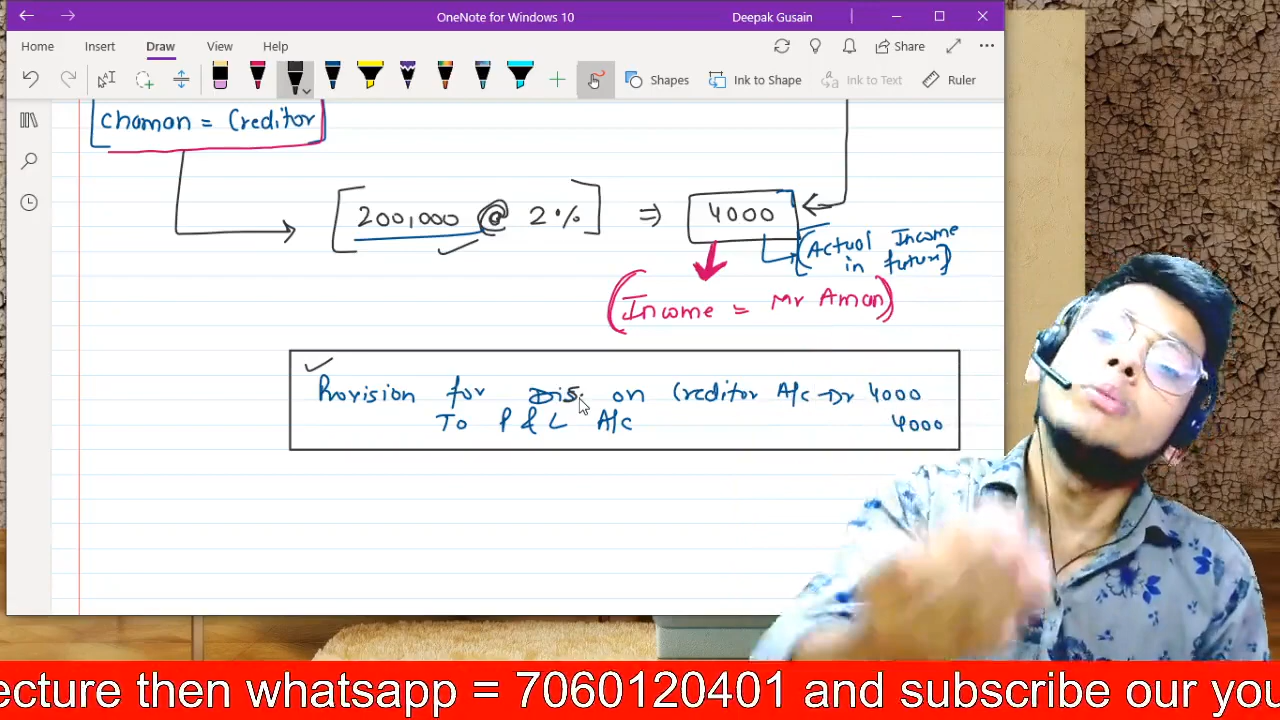 OneNote for Windows 10
Deepak Gusain
Home Insert Draw View Help
Share
Shapes
Ink to Shape
Ink to Text
Ruler
Chaman = Creditor
200,000 @ 2% ⇒ 4000
(Actual Income
in future)
(Income = Mr Aman)
Provision for Dis. on Creditor A/c → Dr 4000
To P & L A/c 4000
ecture then whatsapp = 7060120401 and subscribe our you